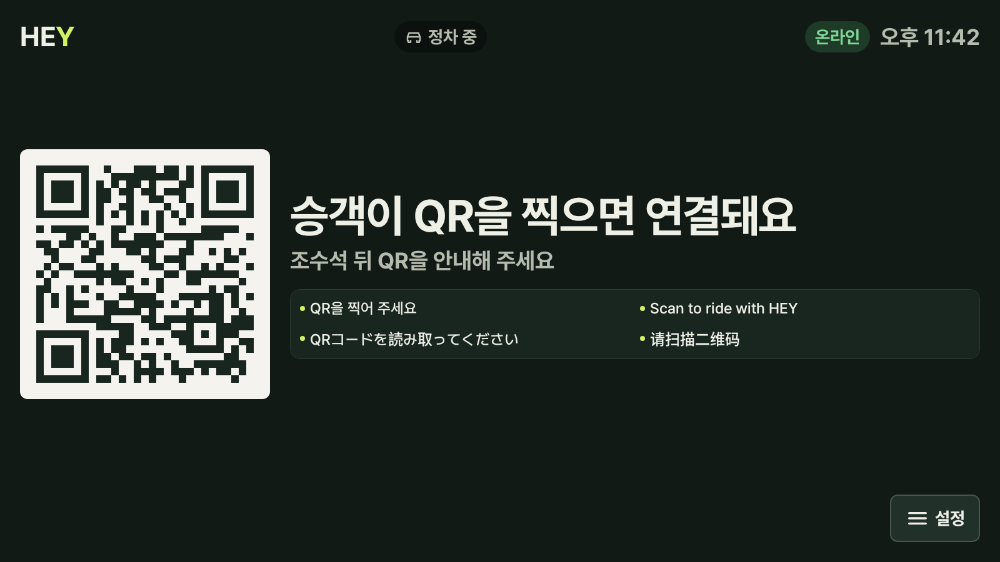 HEY
정차 중
온라인 오후 11:42
승객이 QR을 찍으면 연결돼요
조수석 뒤 QR을 안내해 주세요
QR을 찍어 주세요
Scan to ride with HEY
QRコードを読み取ってください
请扫描二维码
설정